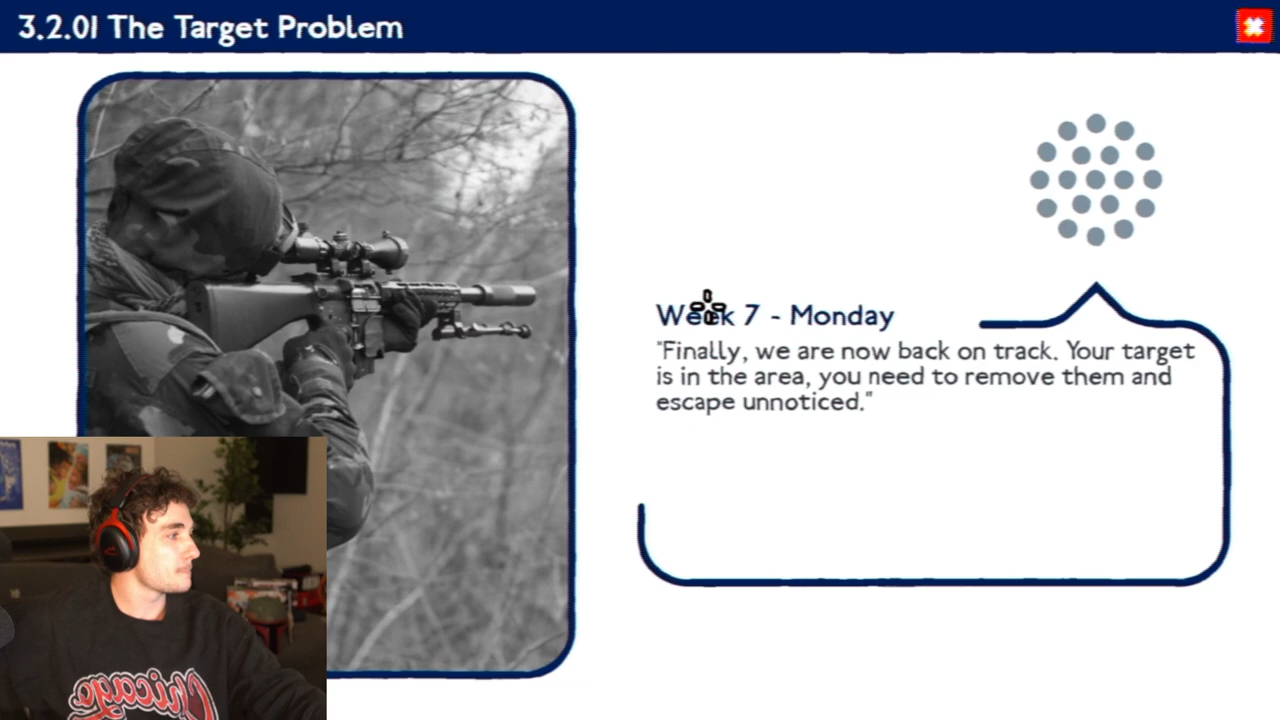 3.2.01 The Target Problem
Week 7 - Monday
"Finally, we are now back on track. Your target
is in the area, you need to remove them and
escape unnoticed."
Chicago